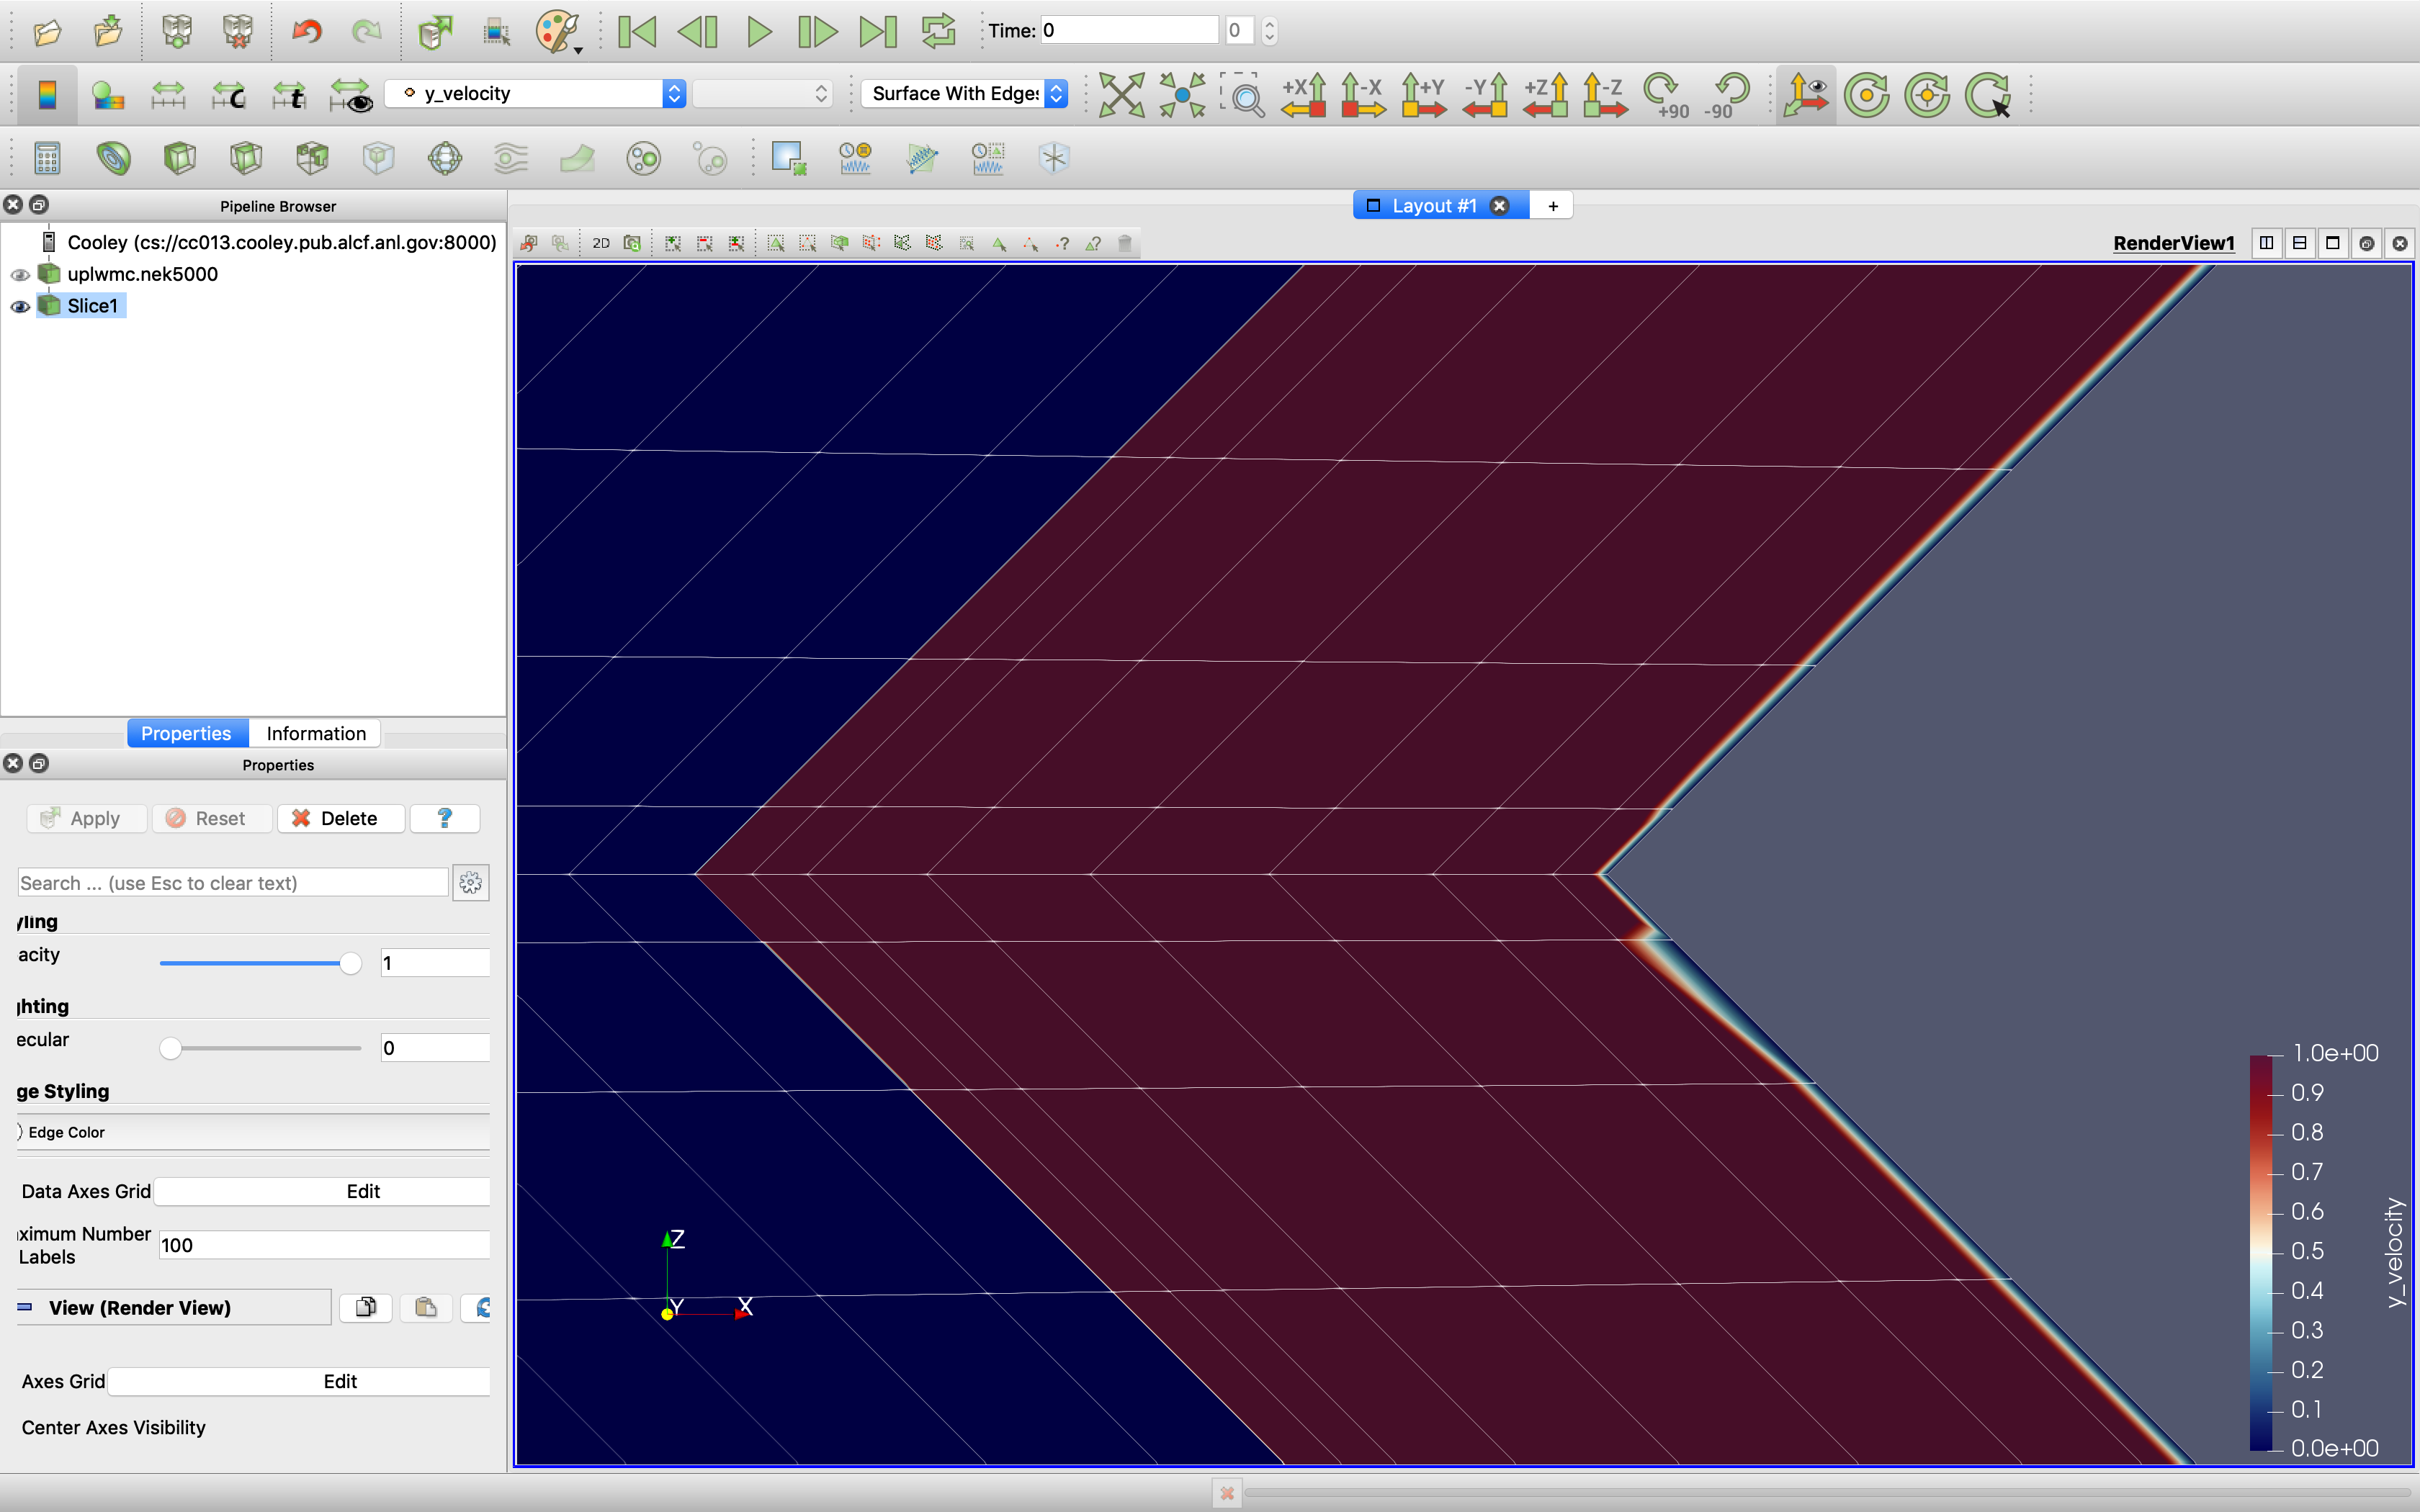 Time: 0 0
y_velocity Surface With Edges +X -X +Y -Y +Z -Z +90 -90
Pipeline Browser
Layout #1 +
Cooley (cs://cc013.cooley.pub.alcf.anl.gov:8000)
2D
RenderView1
uplwmc.nek5000
Slice1
Properties Information
Properties
Apply Reset Delete ?
Search ... (use Esc to clear text)
yling
acity 1
ghting
ecular 0
ge Styling
Edge Color
Data Axes Grid Edit
ximum Number
Labels
100
View (Render View)
Axes Grid Edit
Center Axes Visibility
Z
Y X
1.0e+00
0.9
0.8
0.7
0.6
0.5
0.4
0.3
0.2
0.1
0.0e+00
y_velocity